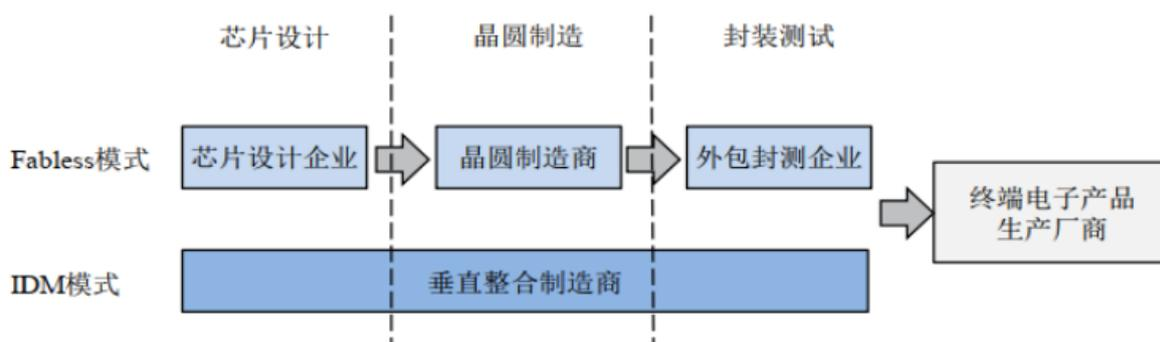 芯片设计 晶圆制造 封装测试
Fabless模式 芯片设计企业 晶圆制造商 外包封测企业
终端电子产品
生产厂商
IDM模式 垂直整合制造商